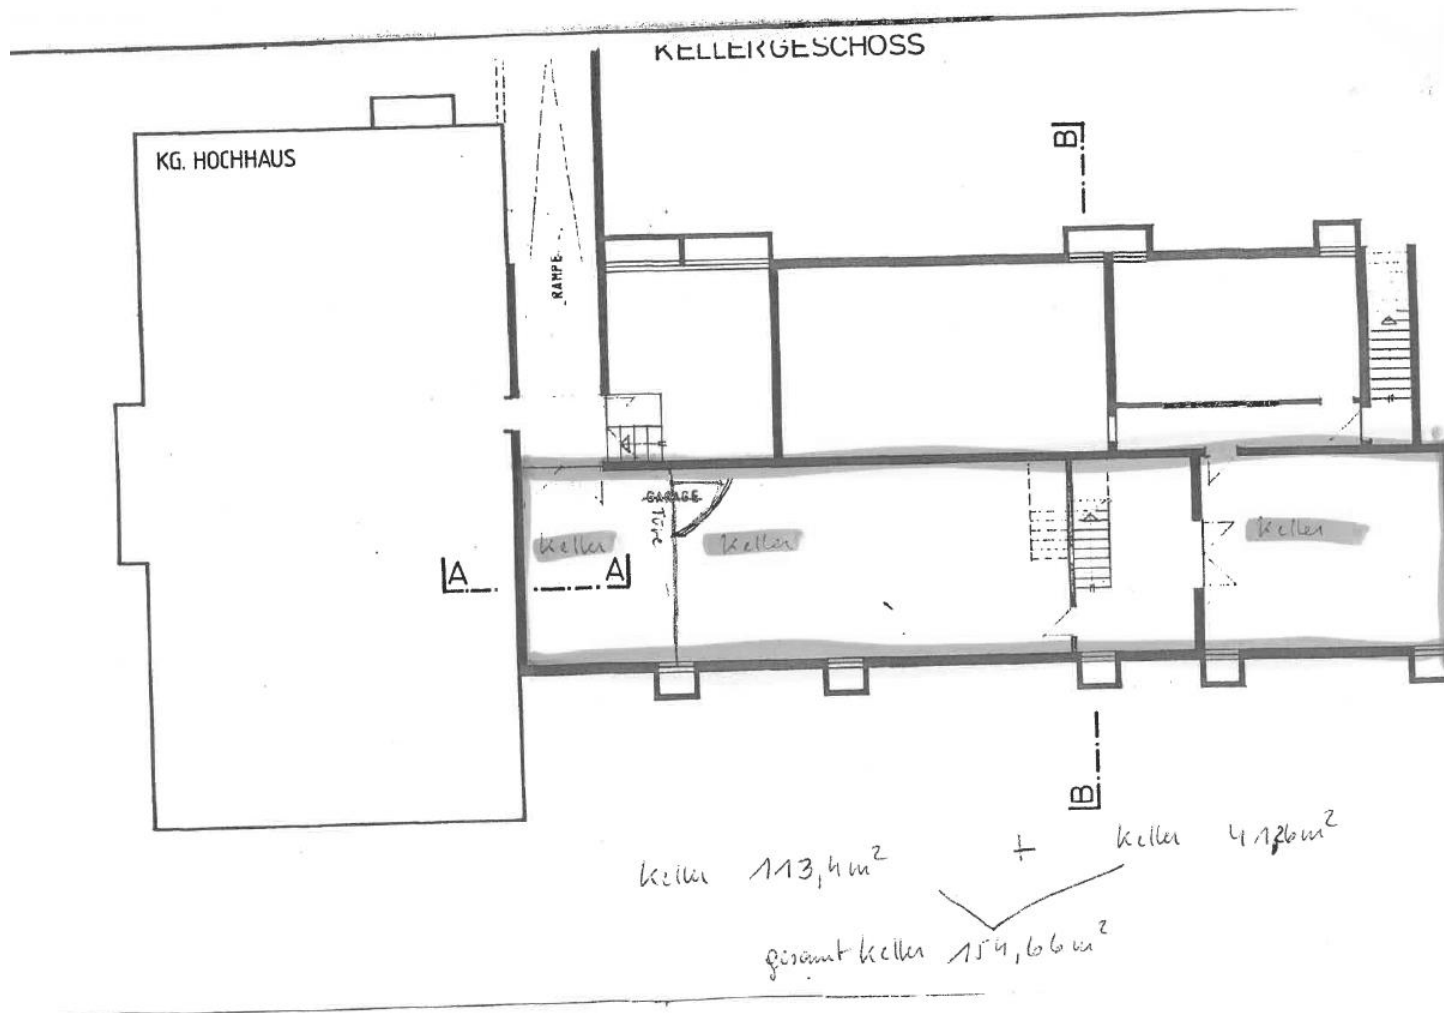 KELLERGESCHOSS
KG. HOCHHAUS
B
RAMPE
GARAGE
Türe
Keller
Keller
Keller
A
A
B
Keller 113,4m² + Keller 41,26m²
gesamt Keller 154,66m²